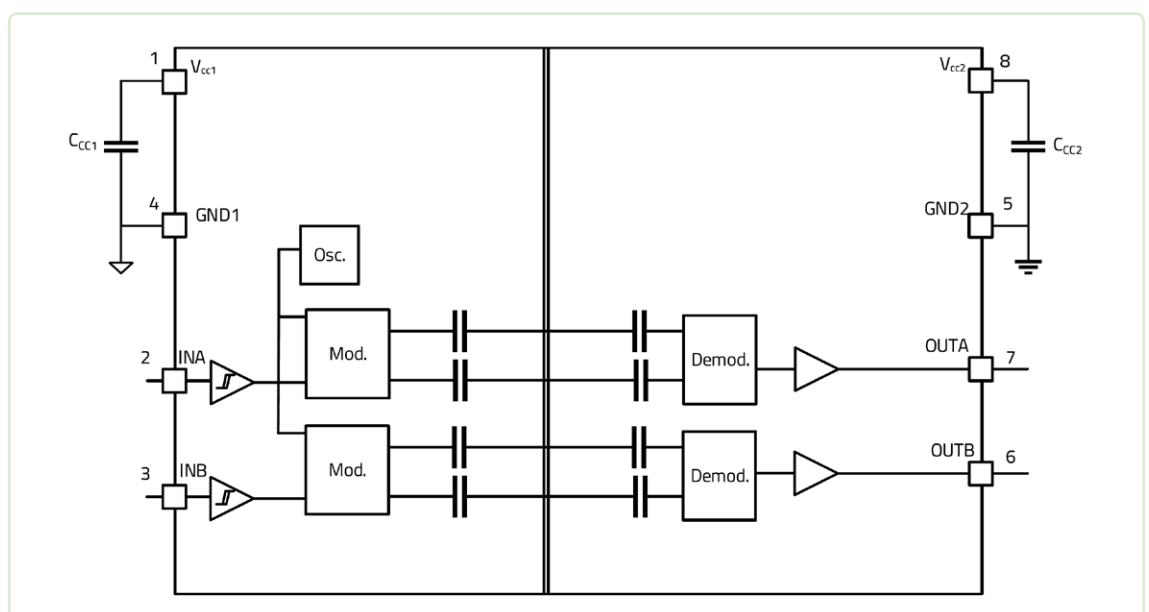 1
Vcc1
Vcc2
8
CCC1
CCC2
4
GND1
GND2
5
Osc.
2
INA
Mod.
Demod.
OUTA
7
3
INB
Mod.
Demod.
OUTB
6